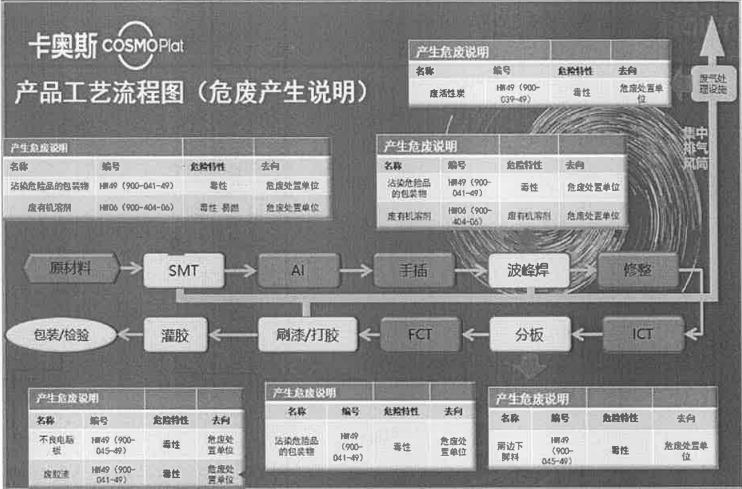 卡奥斯 COSMOPlat
产品工艺流程图（危废产生说明）
产生危废说明
名称 编号 危险特性 去向
废活性炭 HW49（900-039-49） 毒性 危废处置单位
废气处理设施
集中排气风筒
产生危废说明
名称 编号 危险特性 去向
沾染危险品的包装物 HW49（900-041-49） 毒性 危废处置单位
废有机溶剂 HW06（900-404-06） 毒性 易燃 危废处置单位
产生危废说明
名称 编号 危险特性 去向
沾染危险品的包装物 HW49（900-041-49） 毒性 危废处置单位
废有机溶剂 HW06（900-404-06） 废有机溶剂 危废处置单位
原材料 SMT AI 手插 波峰焊 修整
包装/检验 灌胶 刷漆/打胶 FCT 分板 ICT
产生危废说明
名称 编号 危险特性 去向
不良电脑板 HW49（900-045-49） 毒性 危废处置单位
废胶渣 HW49（900-041-49） 毒性 危废处置单位
产生危废说明
名称 编号 危险特性 去向
沾染危险品的包装物 HW49（900-041-49） 毒性 危废处置单位
产生危废说明
名称 编号 危险特性 去向
下脚料 HW49（900-045-49） 毒性 危废处置单位